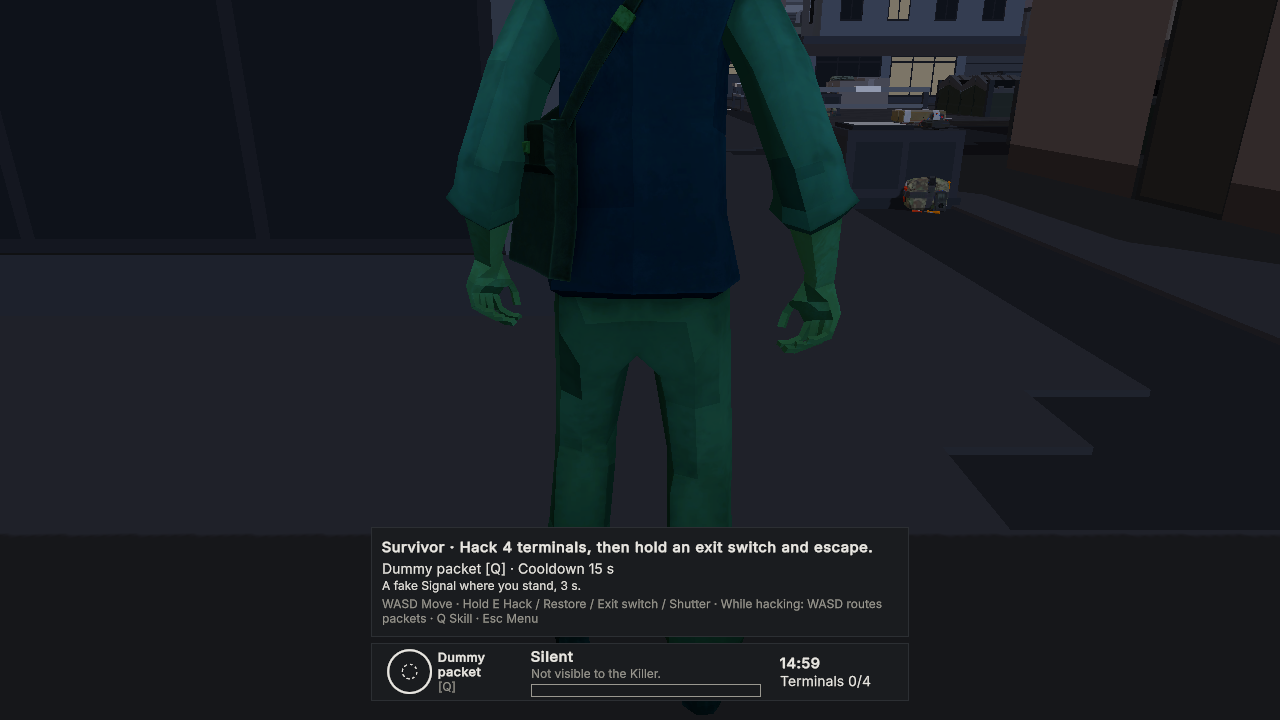 Survivor · Hack 4 terminals, then hold an exit switch and escape.
Dummy packet [Q] · Cooldown 15 s
A fake Signal where you stand, 3 s.
WASD Move · Hold E Hack / Restore / Exit switch / Shutter · While hacking: WASD routes
packets · Q Skill · Esc Menu
Dummy
packet
[Q]
Silent
Not visible to the Killer.
14:59
Terminals 0/4